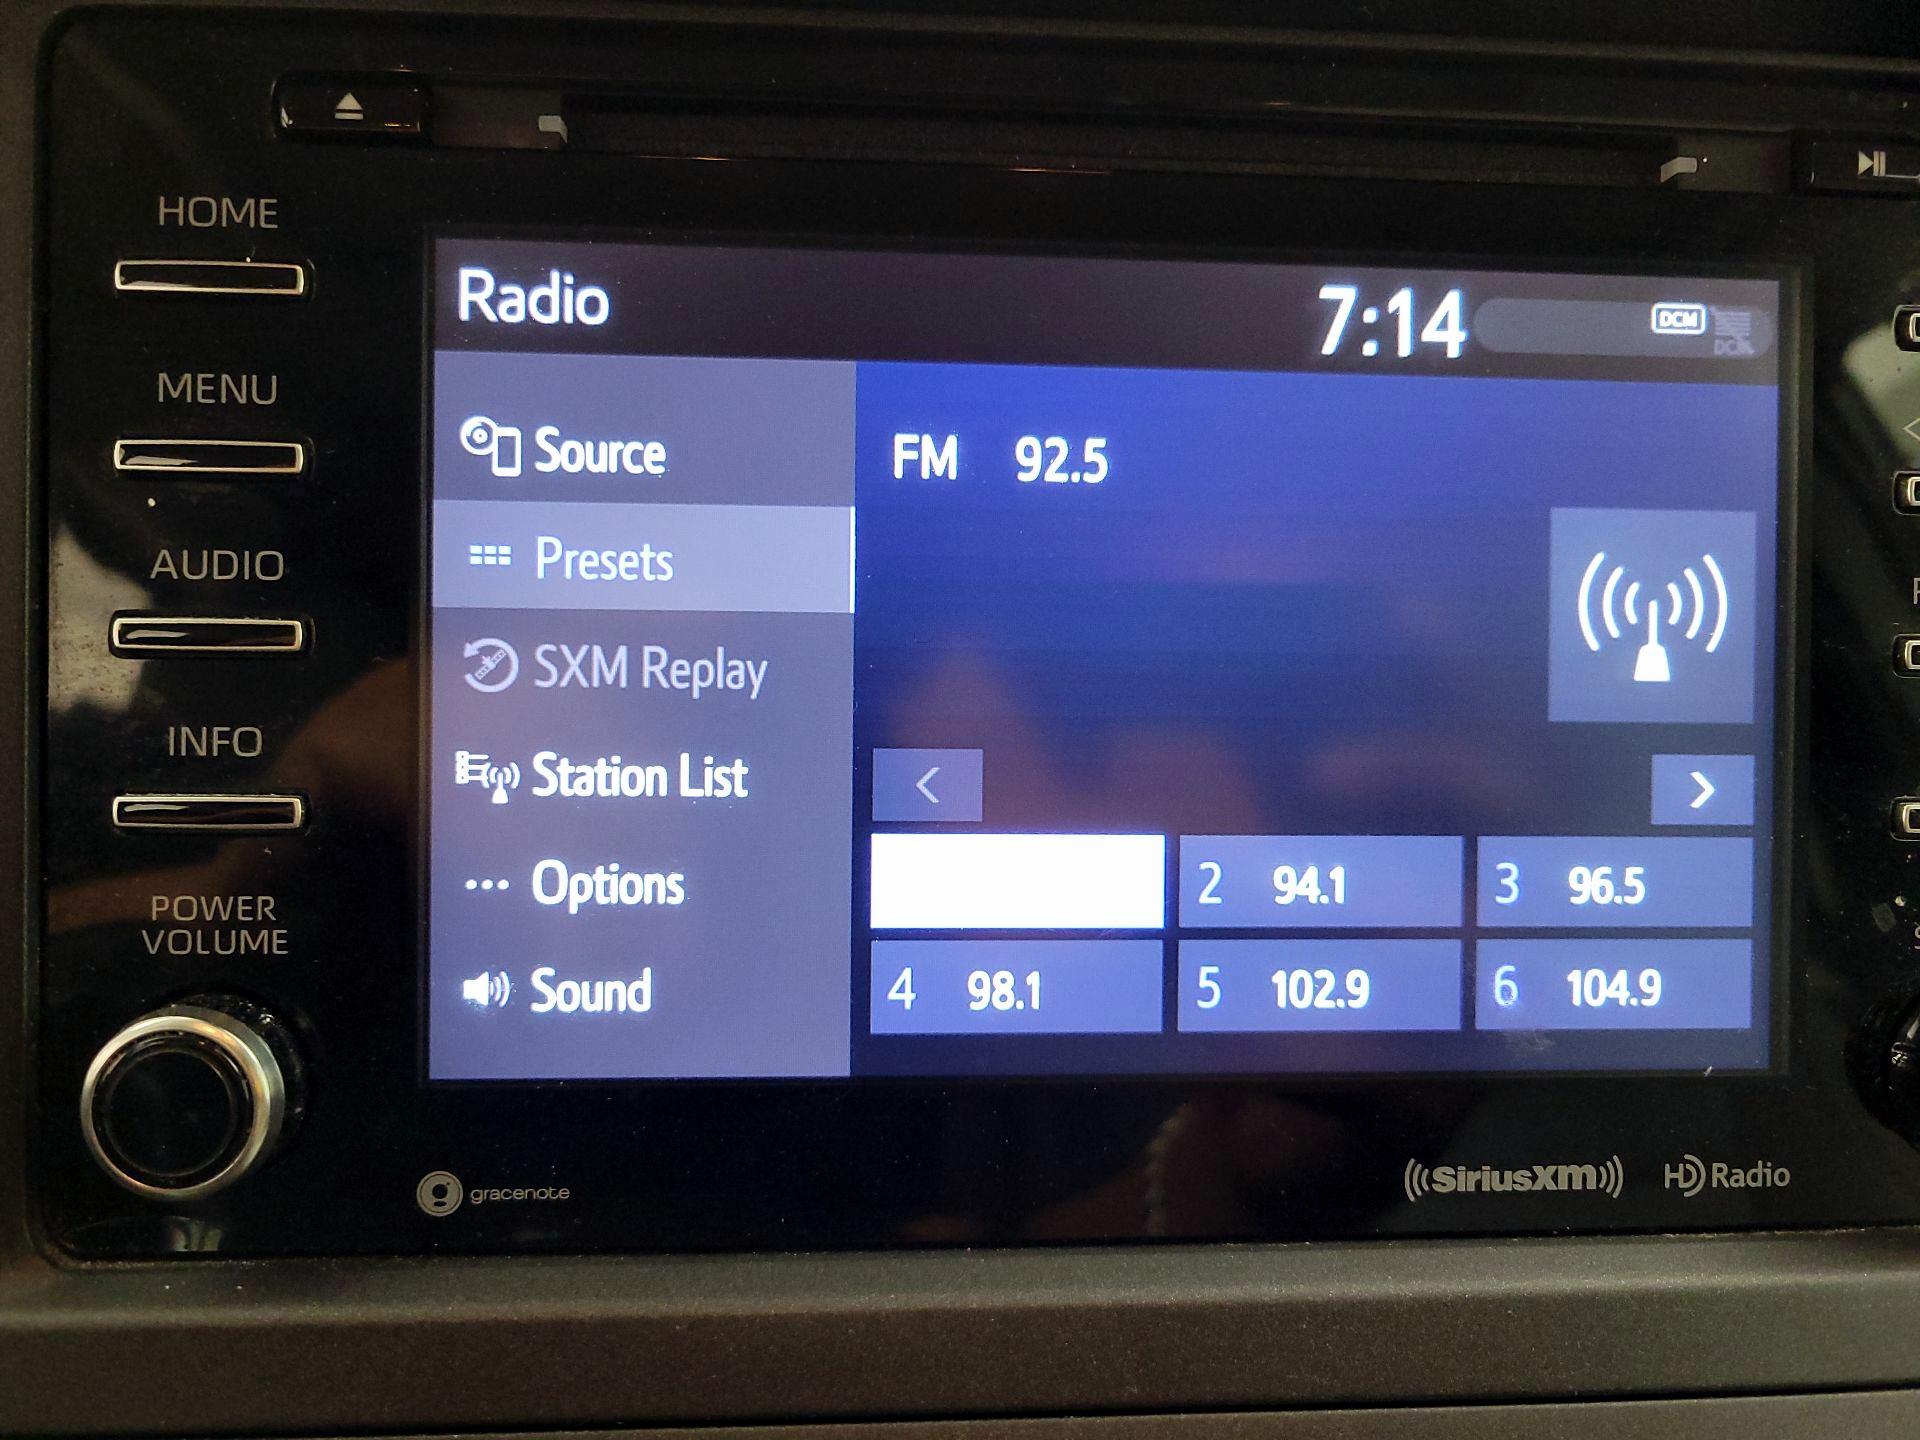 HOME
MENU
AUDIO
INFO
POWER
VOLUME
Radio
7:14
DCM
Source
Presets
SXM Replay
Station List
Options
Sound
FM 92.5
2 94.1
3 96.5
4 98.1
5 102.9
6 104.9
gracenote
SiriusXM
HD Radio